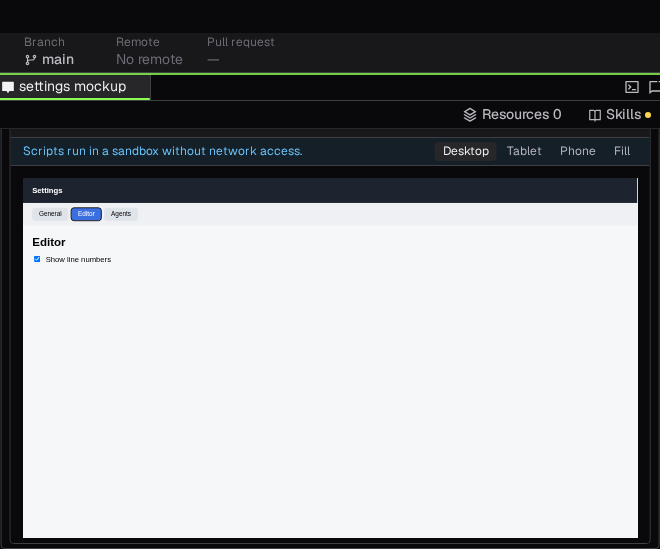 Branch Remote Pull request
main No remote —
settings mockup
Resources 0 Skills
Scripts run in a sandbox without network access. Desktop Tablet Phone Fill
Settings
General Editor Agents
Editor
Show line numbers